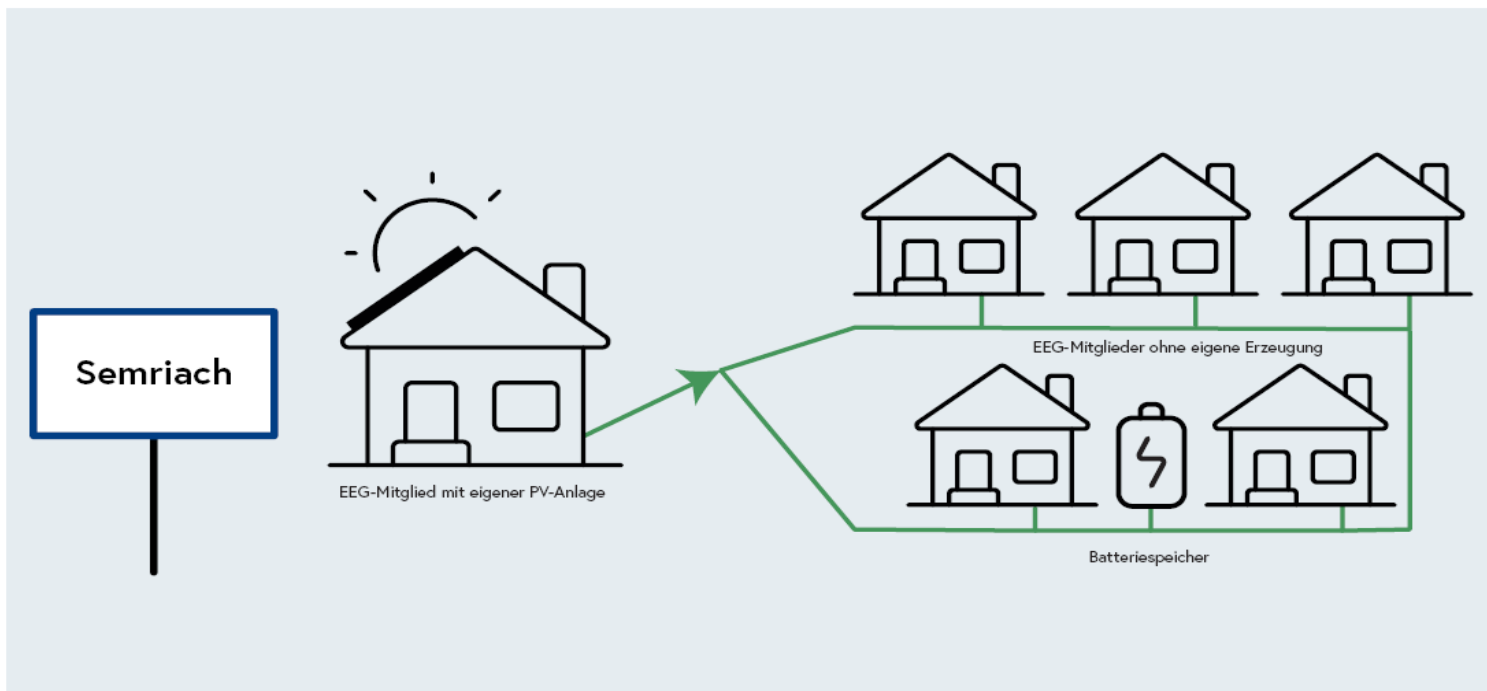 Semriach
EEG-Mitglied mit eigener PV-Anlage
EEG-Mitglieder ohne eigene Erzeugung
Batteriespeicher